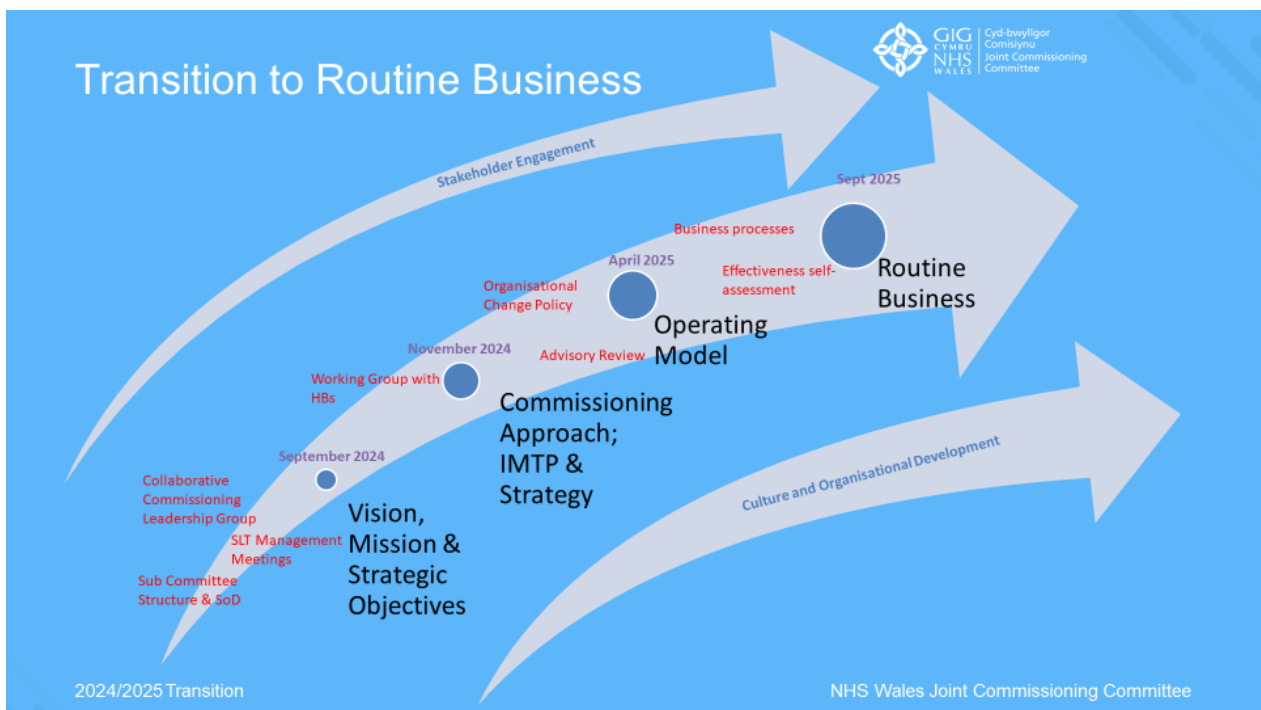 Transition to Routine Business
GIG
CYMRU
NHS
WALES
Cyd-bwyllgor
Comisiynu
Joint Commissioning
Committee
Stakeholder Engagement
Sept 2025
Business processes
Effectiveness self-
assessment
Routine
Business
April 2025
Organisational
Change Policy
Operating
Model
Advisory Review
November 2024
Working Group with
HBs
Commissioning
Approach;
IMTP &
Strategy
September 2024
Collaborative
Commissioning
Leadership Group
SLT Management
Meetings
Sub Committee
Structure & SoD
Vision,
Mission &
Strategic
Objectives
Culture and Organisational Development
2024/2025 Transition
NHS Wales Joint Commissioning Committee